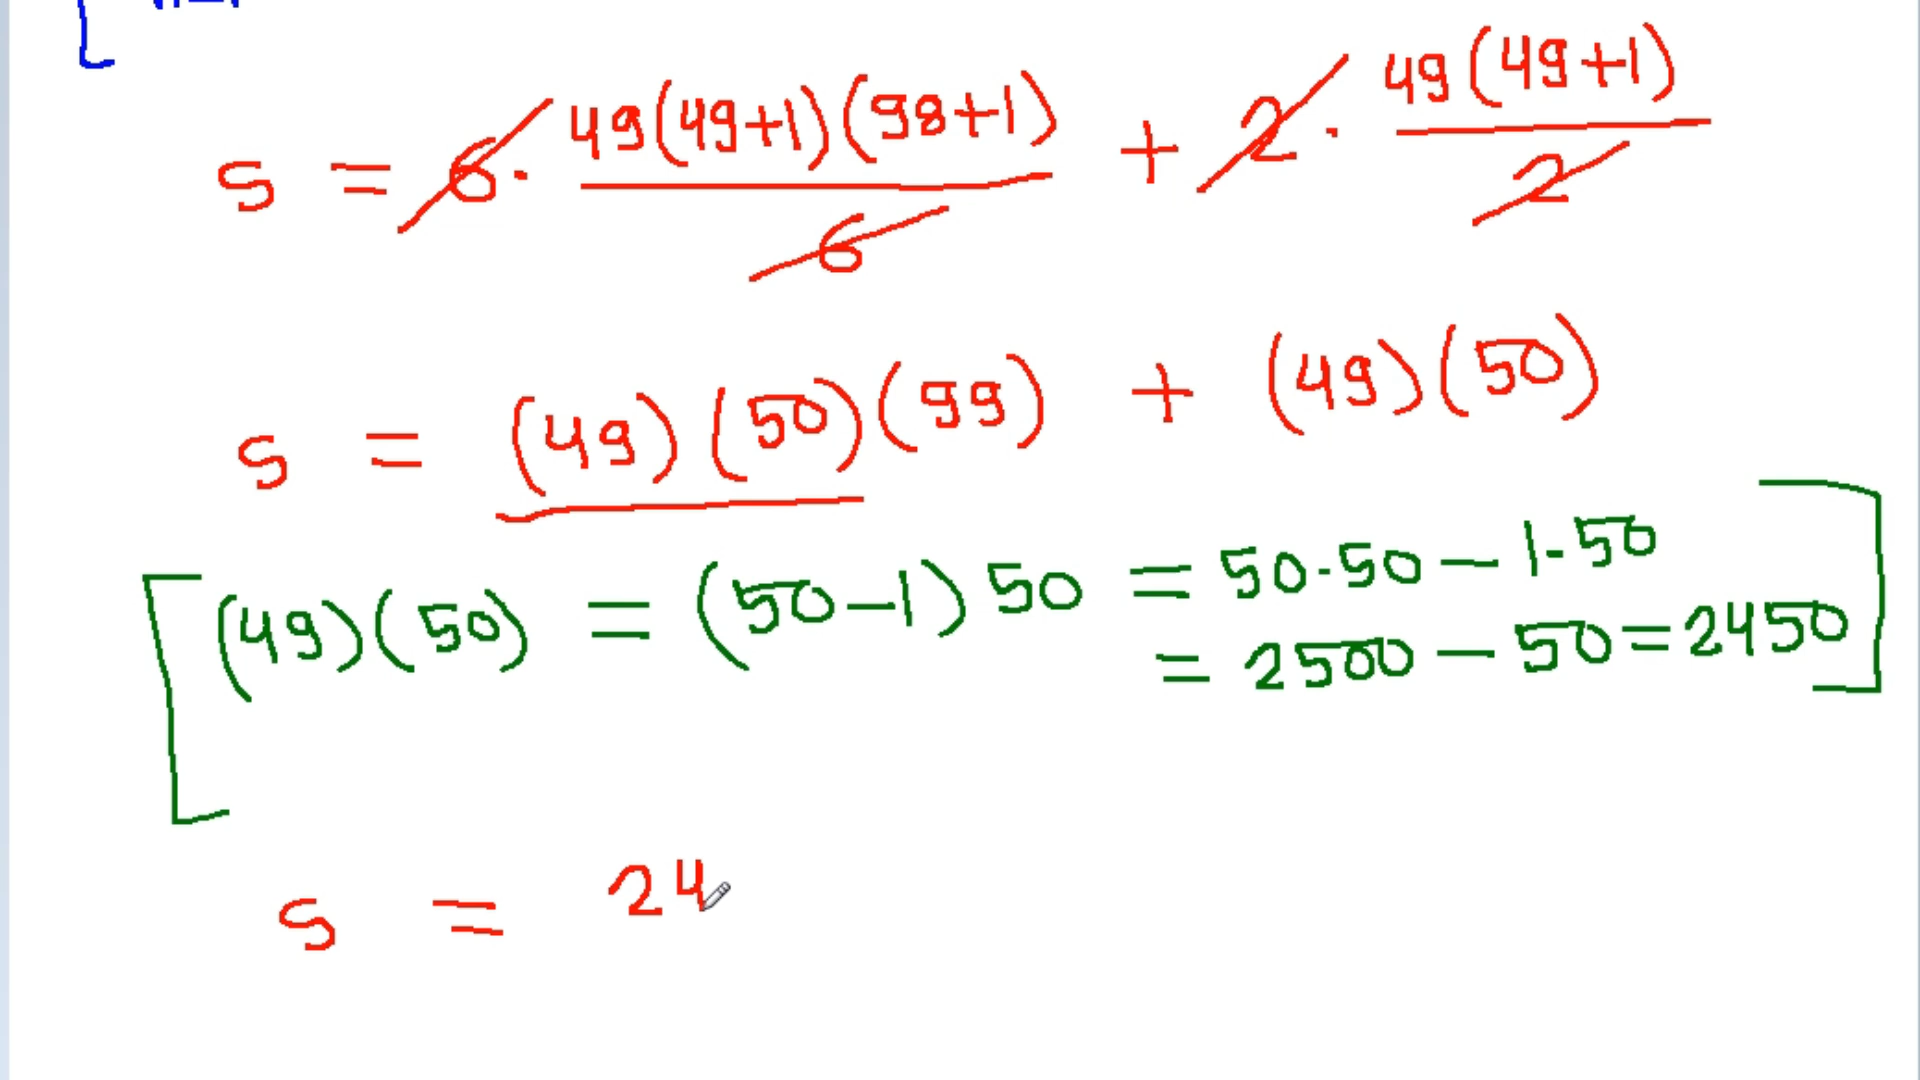 s = 6 · 49(49+1)(98+1) / 6 + 2 · 49(49+1) / 2
s = (49)(50)(99) + (49)(50)
[(49)(50) = (50-1)50 = 50·50 - 1·50
= 2500 - 50 = 2450]
s = 24